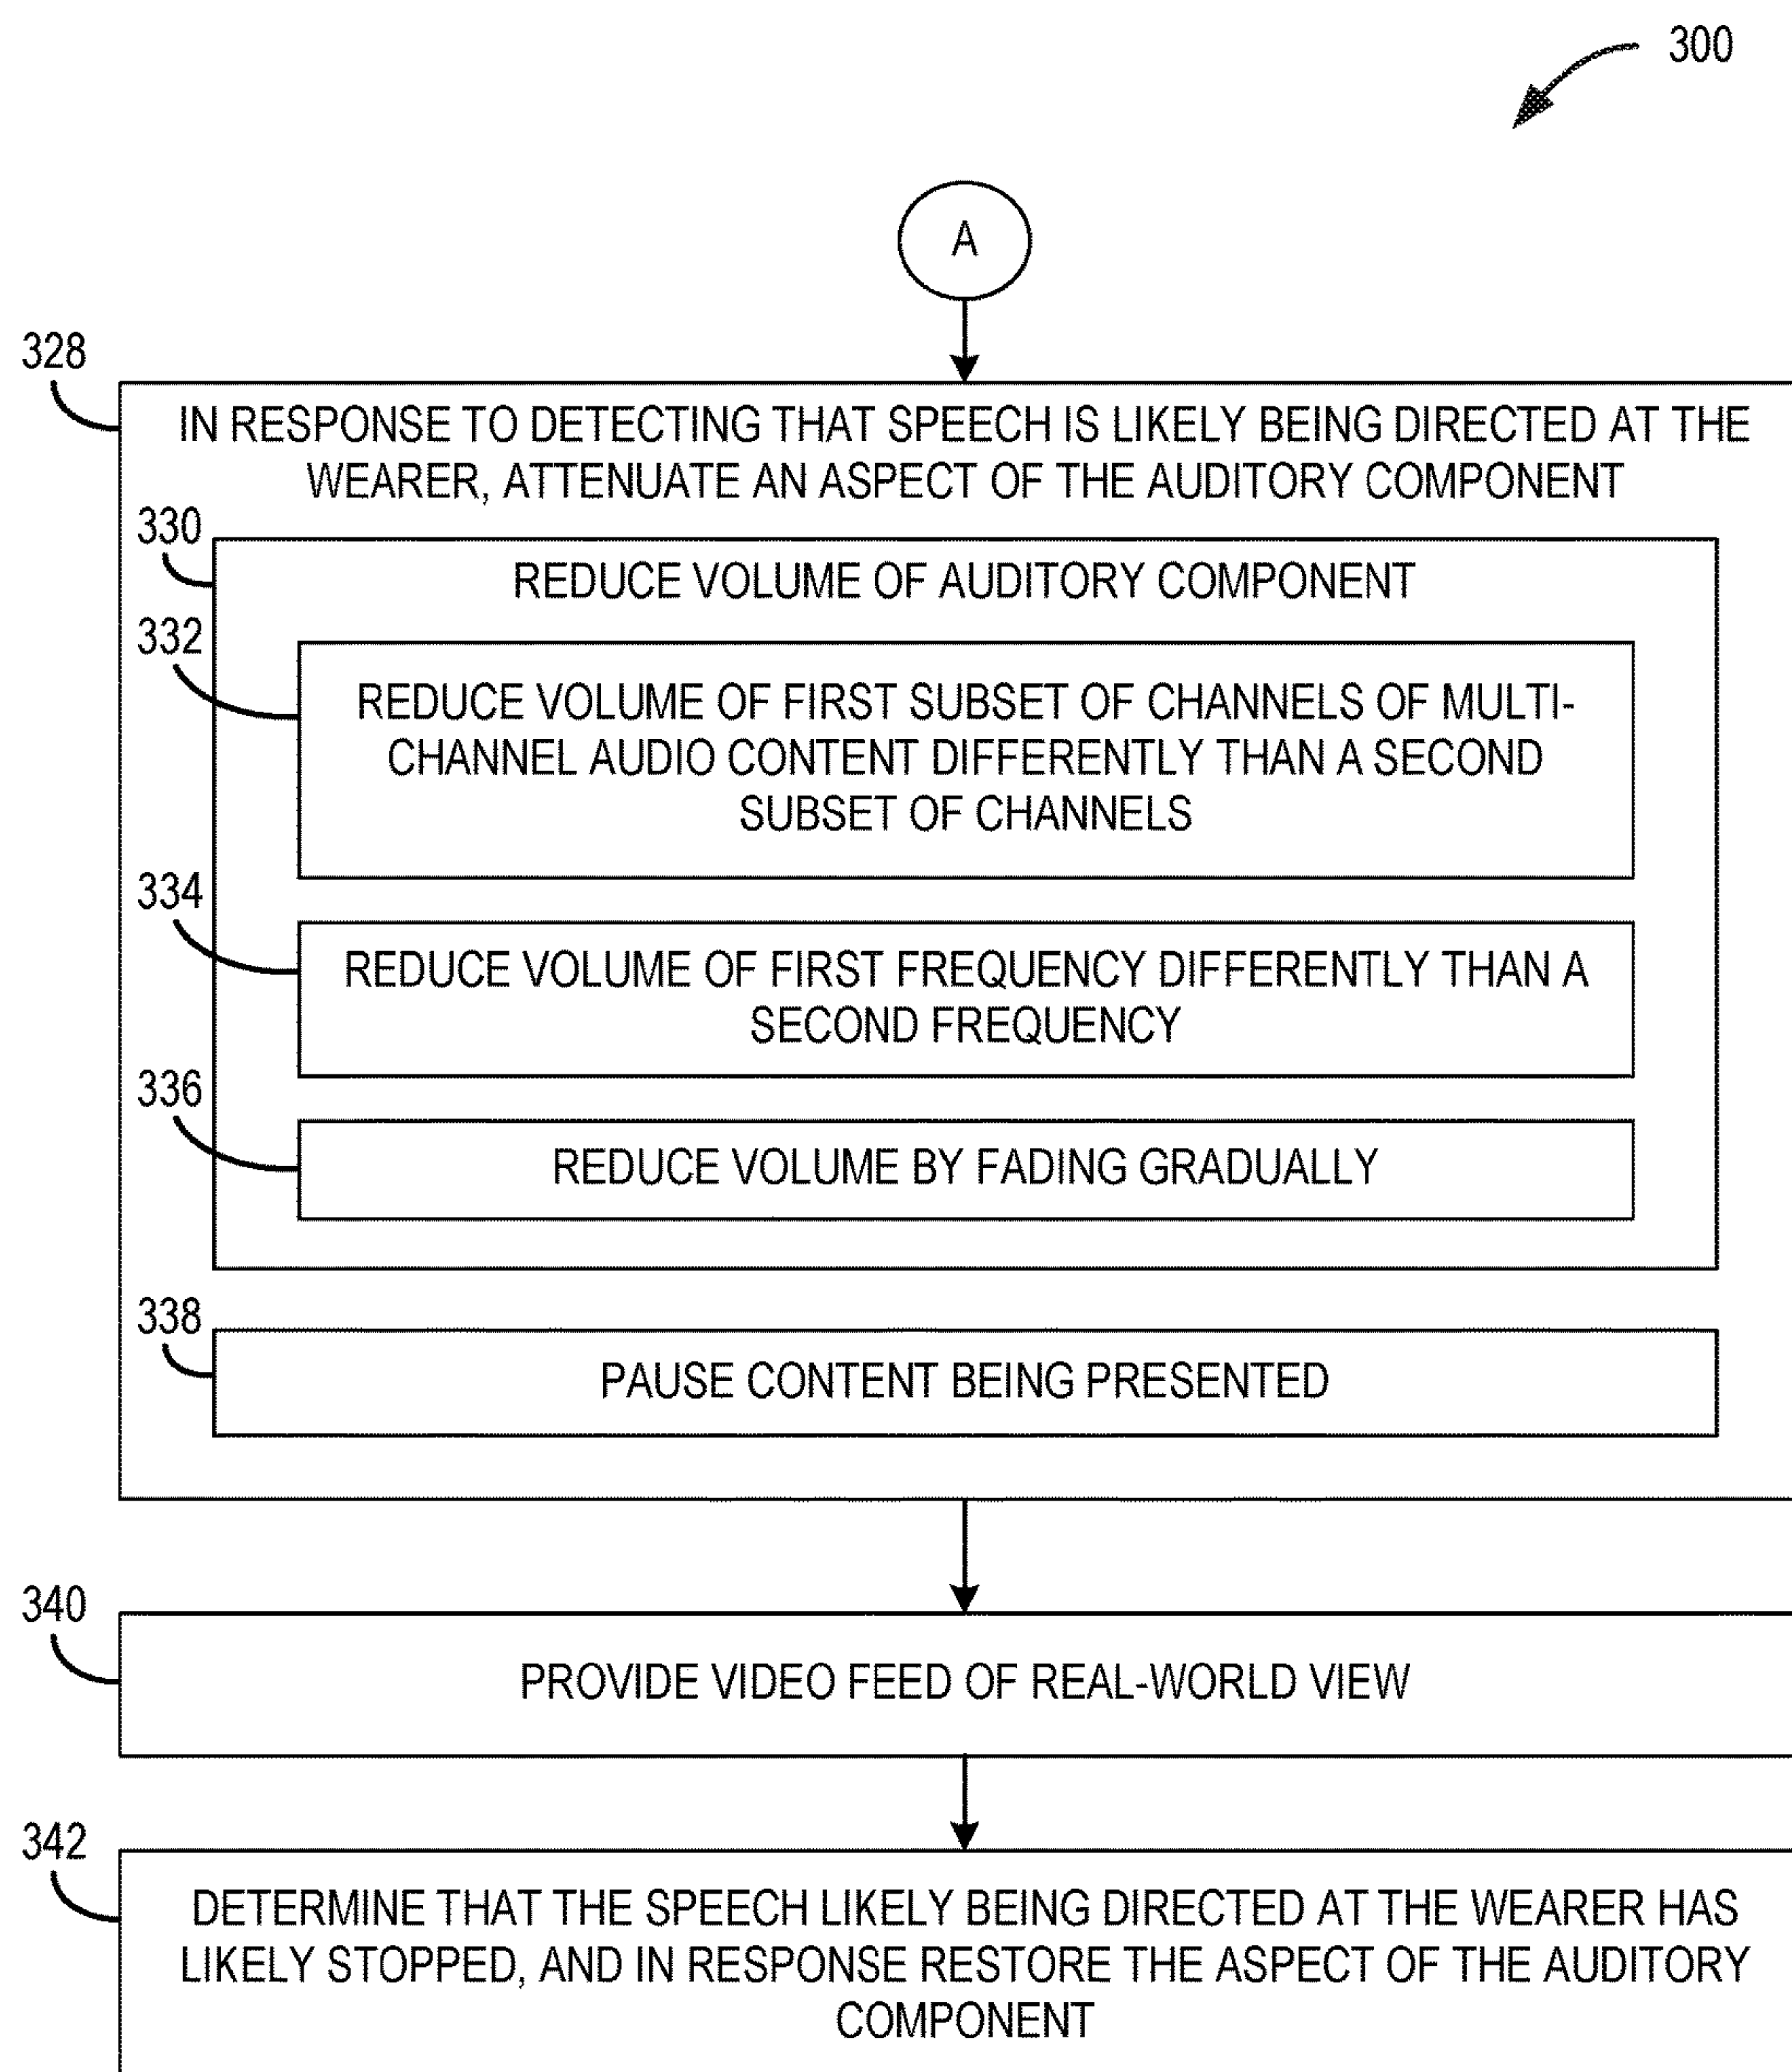 300
A
328
IN RESPONSE TO DETECTING THAT SPEECH IS LIKELY BEING DIRECTED AT THE
WEARER, ATTENUATE AN ASPECT OF THE AUDITORY COMPONENT
330
REDUCE VOLUME OF AUDITORY COMPONENT
332
REDUCE VOLUME OF FIRST SUBSET OF CHANNELS OF MULTI-
CHANNEL AUDIO CONTENT DIFFERENTLY THAN A SECOND
SUBSET OF CHANNELS
334
REDUCE VOLUME OF FIRST FREQUENCY DIFFERENTLY THAN A
SECOND FREQUENCY
336
REDUCE VOLUME BY FADING GRADUALLY
338
PAUSE CONTENT BEING PRESENTED
340
PROVIDE VIDEO FEED OF REAL-WORLD VIEW
342
DETERMINE THAT THE SPEECH LIKELY BEING DIRECTED AT THE WEARER HAS
LIKELY STOPPED, AND IN RESPONSE RESTORE THE ASPECT OF THE AUDITORY
COMPONENT